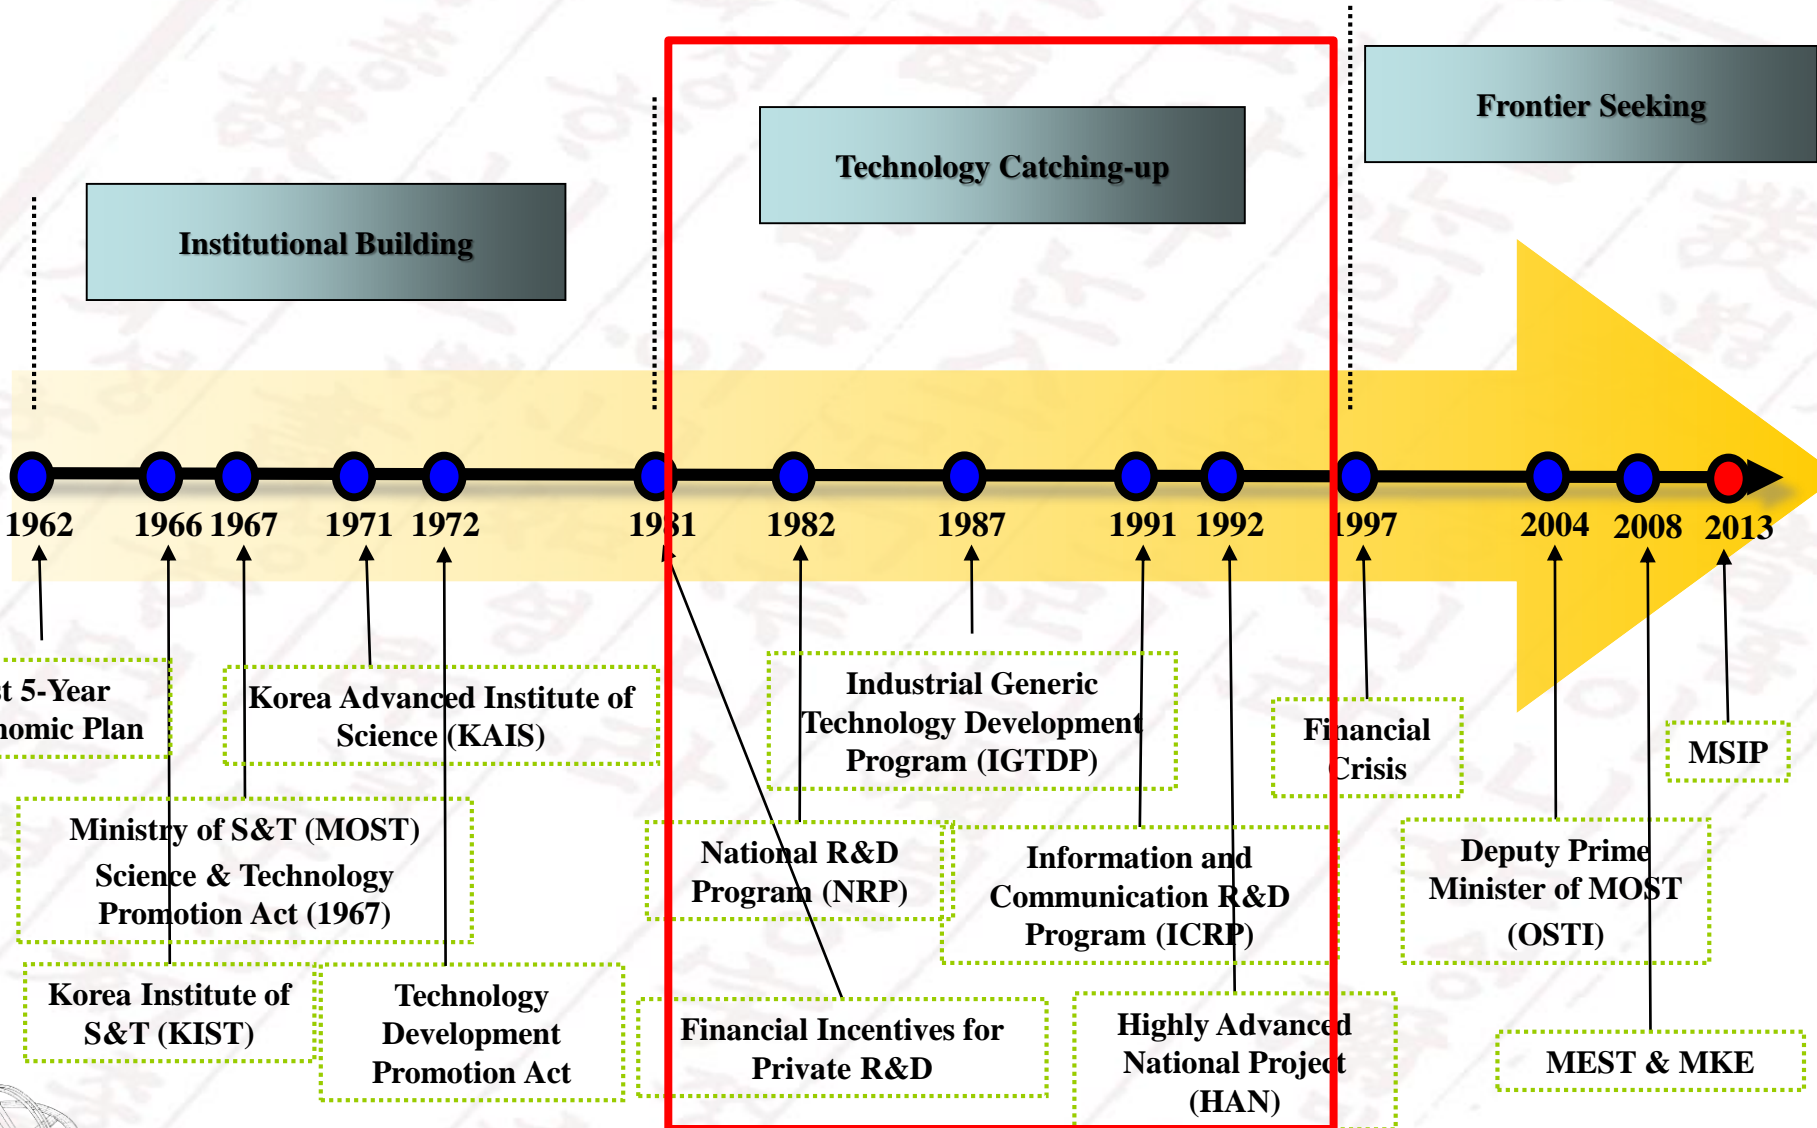 Frontier Seeking
Technology Catching-up
Institutional Building
1962
1966
1967
1971
1972
1981
1982
1987
1991
1992
1997
2004
2008
2013
5-Year
Plan
Korea Advanced Institute of
Science (KAIS)
Industrial Generic
Technology Development
Program (IGTDP)
Financial
Crisis
MSIP
Ministry of S&T (MOST)
Science & Technology
Promotion Act (1967)
National R&D
Program (NRP)
Information and
Communication R&D
Program (ICRP)
Deputy Prime
Minister of MOST
(OSTI)
Korea Institute of
S&T (KIST)
Technology
Development
Promotion Act
Financial Incentives for
Private R&D
Highly Advanced
National Project
(HAN)
MEST & MKE